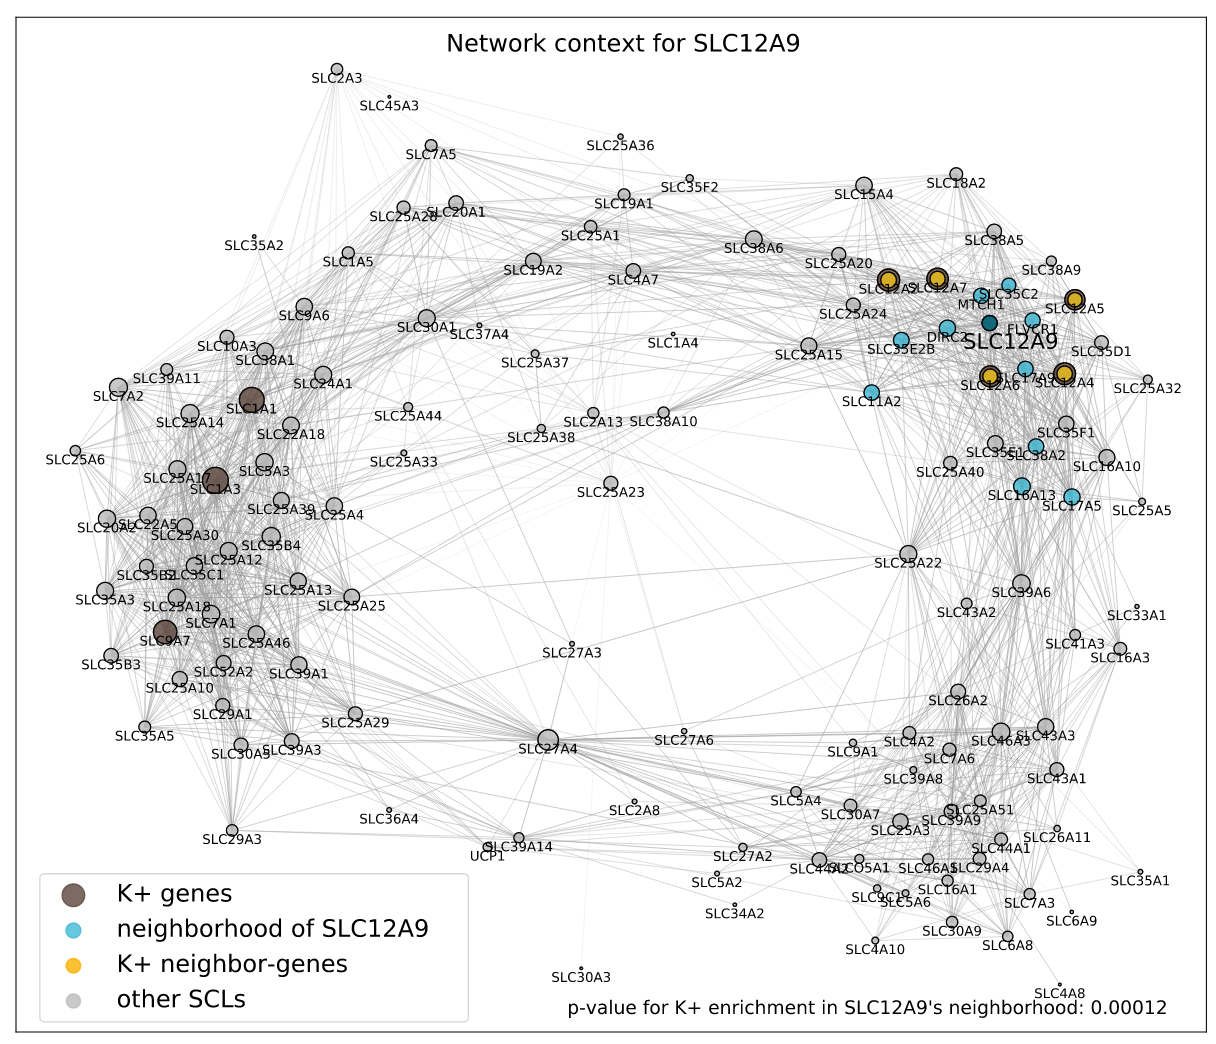 Network context for SLC12A9
SLC2A3
SLC45A3
SLC25A36
SLC7A5
SLC35F2
SLC18A2
SLC15A4
SLC19A1
SLC25A28
SLC20A1
SLC25A1
SLC38A5
SLC35A2
SLC38A6
SLC1A5
SLC25A20
SLC19A2
SLC38A9
SLC4A7
SLC12A2
SLC12A7
SLC35C2
MTCH1
SLC12A5
SLC9A6
SLC25A24
SLC30A1
SLC37A4
FLVCR1
SLC1A4
DIRC2
SLC12A9
SLC10A3
SLC35E2B
SLC38A1
SLC25A15
SLC35D1
SLC25A37
SLC39A11
SLC17A9
SLC24A1
SLC12A6
SLC12A4
SLC7A2
SLC25A32
SLC11A2
SLC1A1
SLC25A44
SLC25A14
SLC2A13
SLC38A10
SLC22A18
SLC25A38
SLC35F1
SLC35E1
SLC38A2
SLC25A6
SLC25A33
SLC16A10
SLC5A3
SLC25A17
SLC25A40
SLC1A3
SLC25A23
SLC16A13
SLC17A5
SLC25A39
SLC25A4
SLC25A5
SLC20A2
SLC22A5
SLC25A30
SLC35B4
SLC25A12
SLC25A22
SLC35B2
SLC35C1
SLC25A13
SLC39A6
SLC35A3
SLC25A18
SLC25A25
SLC43A2
SLC33A1
SLC7A1
SLC9A7
SLC25A46
SLC41A3
SLC27A3
SLC16A3
SLC35B3
SLC52A2
SLC39A1
SLC25A10
SLC26A2
SLC29A1
SLC25A29
SLC35A5
SLC43A3
SLC27A6
SLC4A2
SLC46A3
SLC27A4
SLC30A5
SLC39A3
SLC9A1
SLC7A6
SLC39A8
SLC43A1
SLC5A4
SLC2A8
SLC30A7
SLC25A51
SLC36A4
SLC39A9
SLC25A3
SLC29A3
SLC26A11
SLC39A14
SLC44A1
UCP1
SLC27A2
SLC44A2
SLCO5A1
SLC46A1
SLC29A4
SLC5A2
SLC35A1
SLC16A1
SLC9C1
SLC5A6
SLC7A3
SLC34A2
SLC6A9
SLC30A9
SLC6A8
SLC4A10
SLC30A3
SLC4A8
K+ genes
neighborhood of SLC12A9
K+ neighbor-genes
other SCLs
p-value for K+ enrichment in SLC12A9's neighborhood: 0.00012